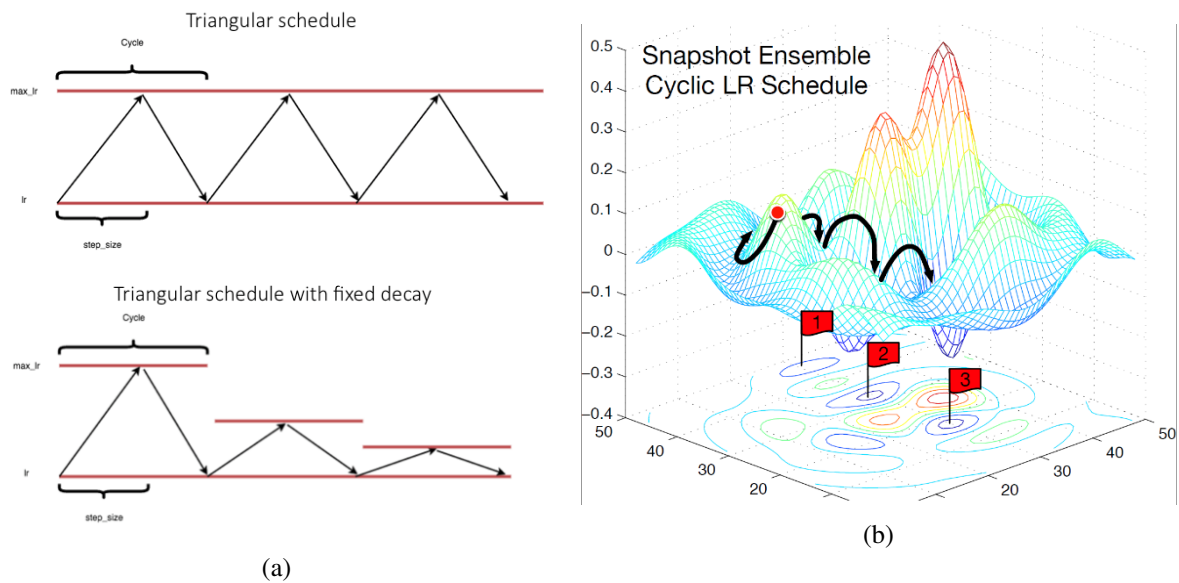 Triangular schedule
Cycle
max_lr
lr
step_size
Triangular schedule with fixed decay
Cycle
max_lr
lr
step_size
(a)
Snapshot Ensemble
Cyclic LR Schedule
0.5
0.4
0.3
0.2
0.1
0
−0.1
−0.2
−0.3
−0.4
1
2
3
50
40
30
20
20
30
40
50
(b)